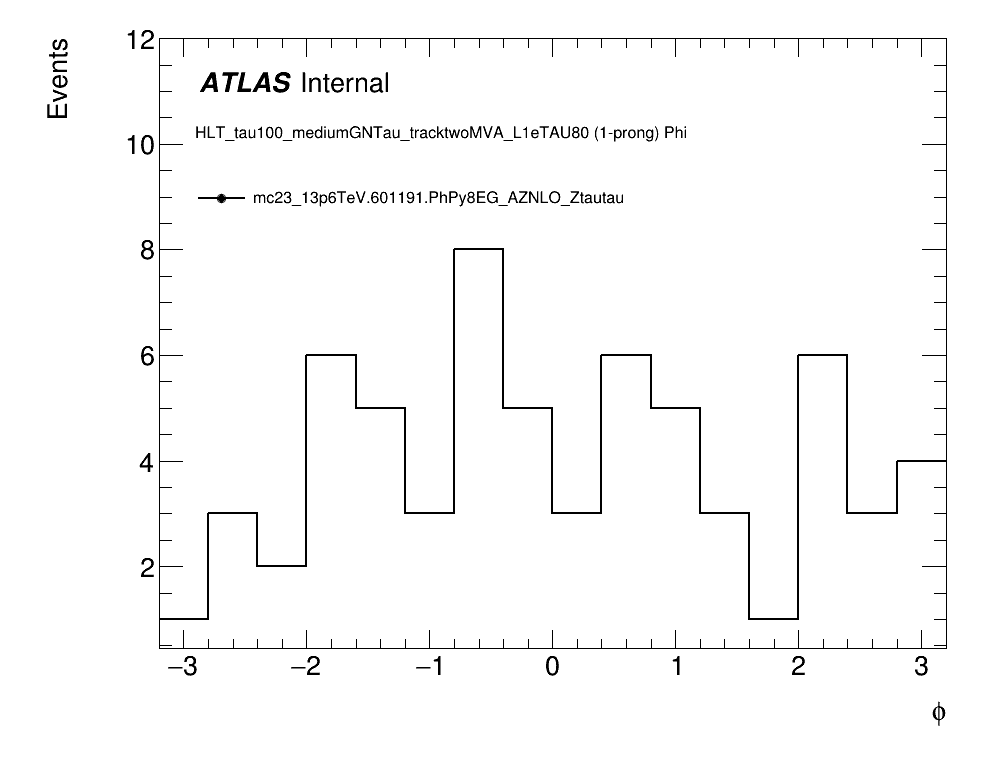 Events
12
10
8
6
4
2
ATLAS Internal
HLT_tau100_mediumGNTau_tracktwoMVA_L1eTAU80 (1-prong) Phi
mc23_13p6TeV.601191.PhPy8EG_AZNLO_Ztautau
−3 −2 −1 0 1 2 3
ϕ